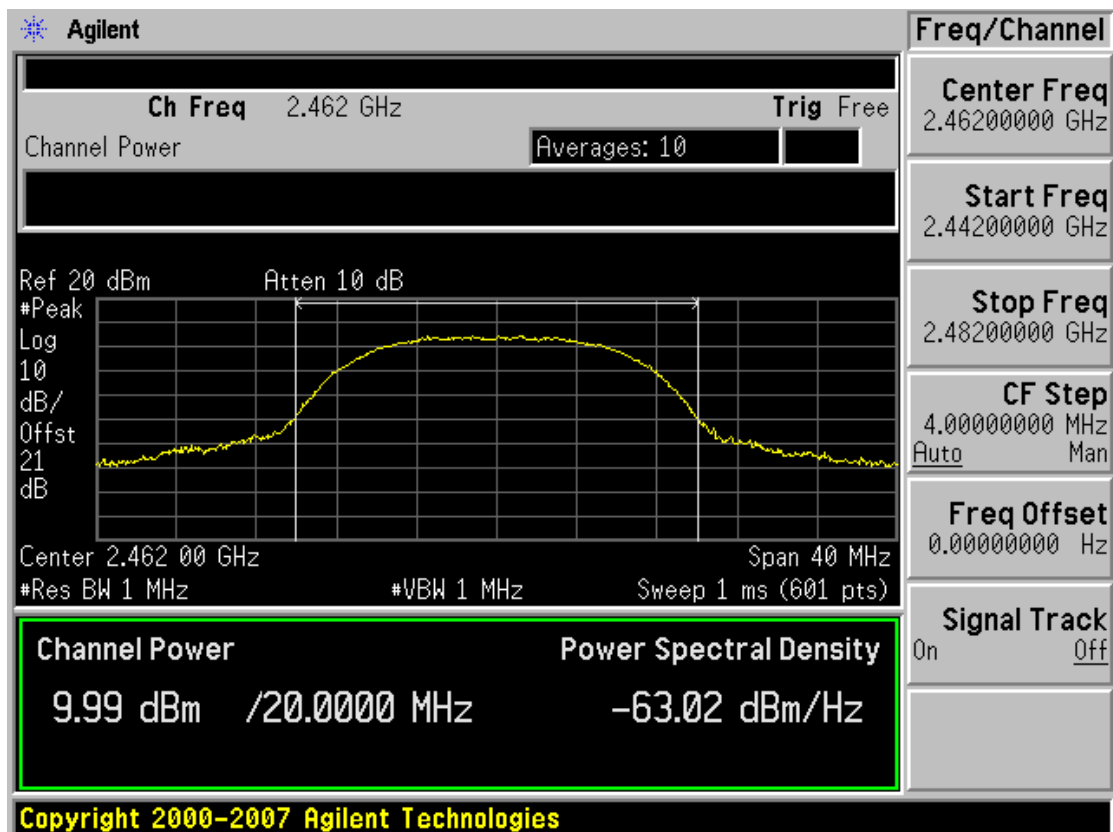 Agilent
Freq/Channel
Ch Freq 2.462 GHz Trig Free
Channel Power Averages: 10
Ref 20 dBm Atten 10 dB
#Peak
Log
10
dB/
Offst
21
dB
Center 2.462 00 GHz Span 40 MHz
#Res BW 1 MHz #VBW 1 MHz Sweep 1 ms (601 pts)
Channel Power Power Spectral Density
9.99 dBm /20.0000 MHz -63.02 dBm/Hz
Center Freq
2.46200000 GHz
Start Freq
2.44200000 GHz
Stop Freq
2.48200000 GHz
CF Step
4.00000000 MHz
Auto Man
Freq Offset
0.00000000 Hz
Signal Track
On Off
Copyright 2000-2007 Agilent Technologies